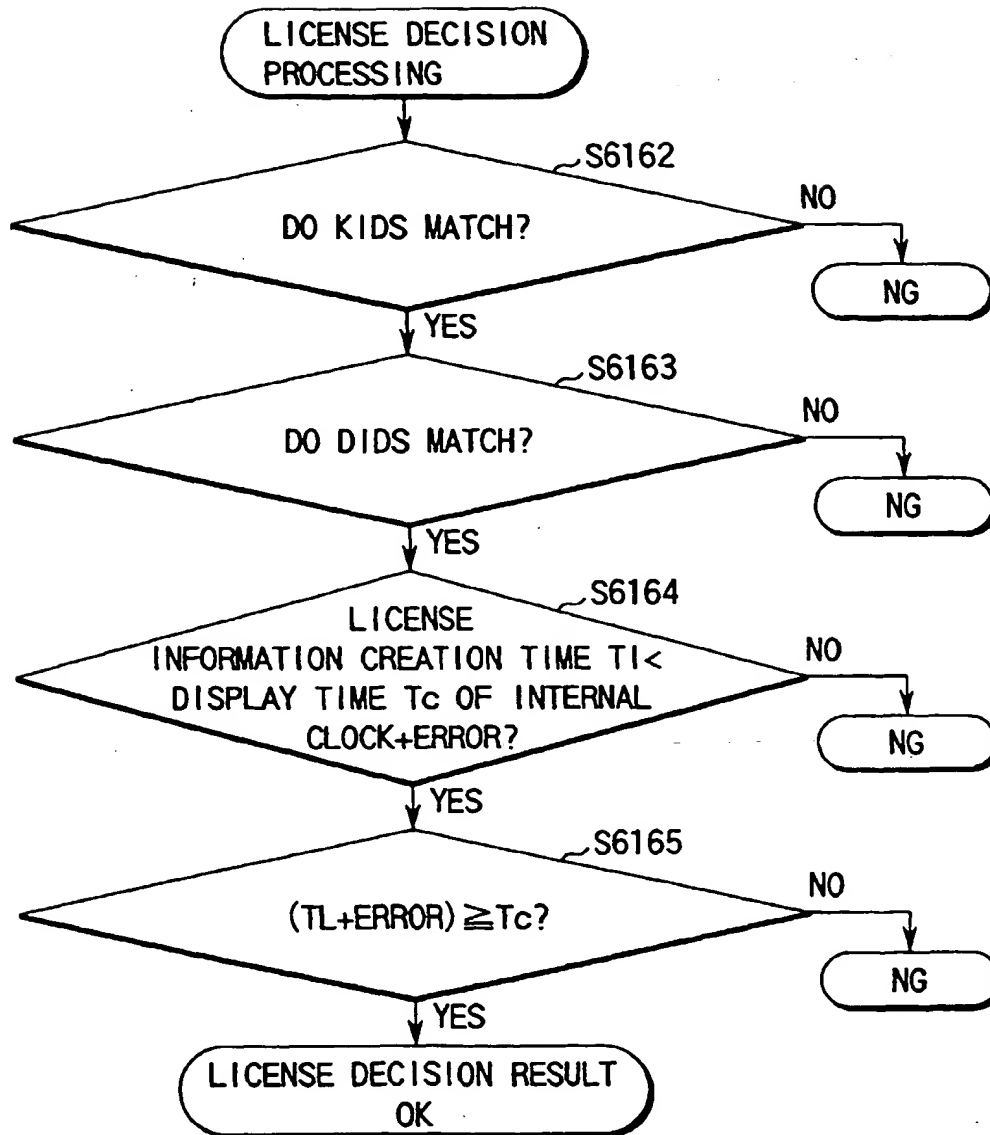 LICENSE DECISION
PROCESSING
S6162
DO KIDS MATCH?
NO
NG
YES
S6163
DO DIDS MATCH?
NO
NG
YES
S6164
LICENSE
INFORMATION CREATION TIME TI<
DISPLAY TIME Tc OF INTERNAL
CLOCK+ERROR?
NO
NG
YES
S6165
(TL+ERROR)≧Tc?
NO
NG
YES
LICENSE DECISION RESULT
OK